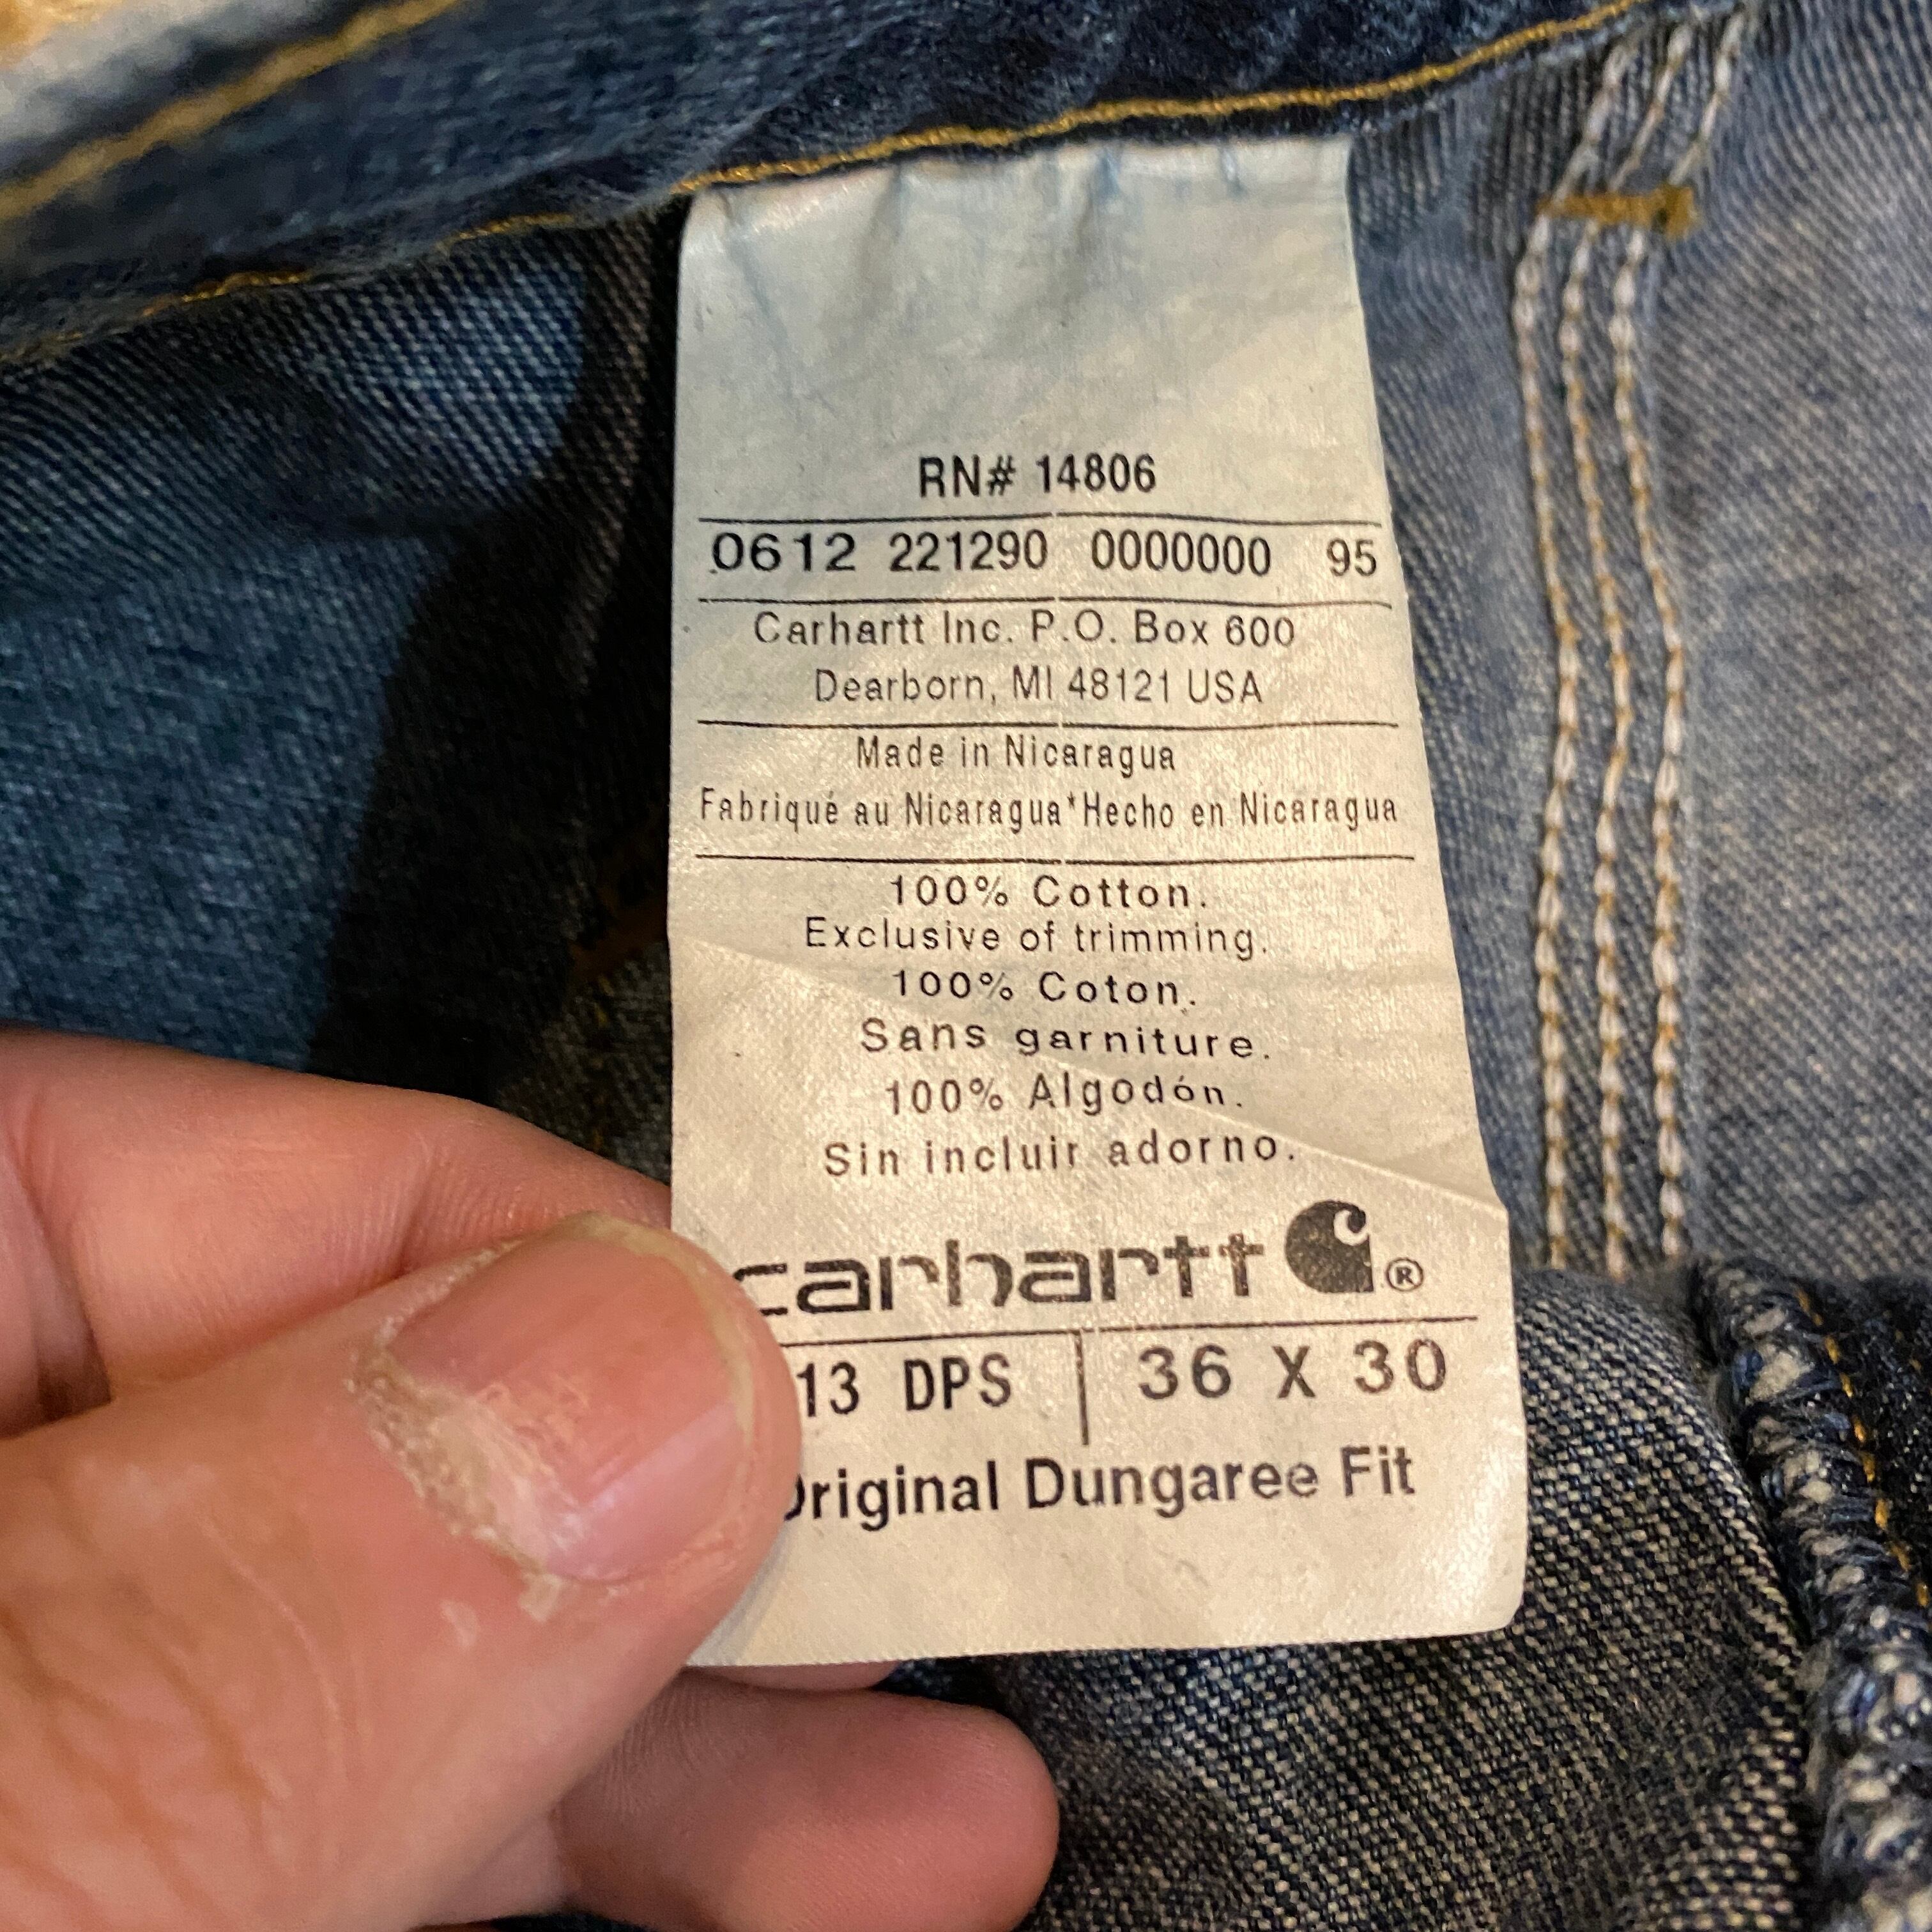 RN# 14806
0612 221290 0000000 95
Carhartt Inc. P.O. Box 600
Dearborn, MI 48121 USA
Made in Nicaragua
Fabriqué au Nicaragua*Hecho en Nicaragua
100% Cotton.
Exclusive of trimming.
100% Coton.
Sans garniture.
100% Algodón.
Sin incluir adorno.
carhartt ®
13 DPS | 36 X 30
Original Dungaree Fit